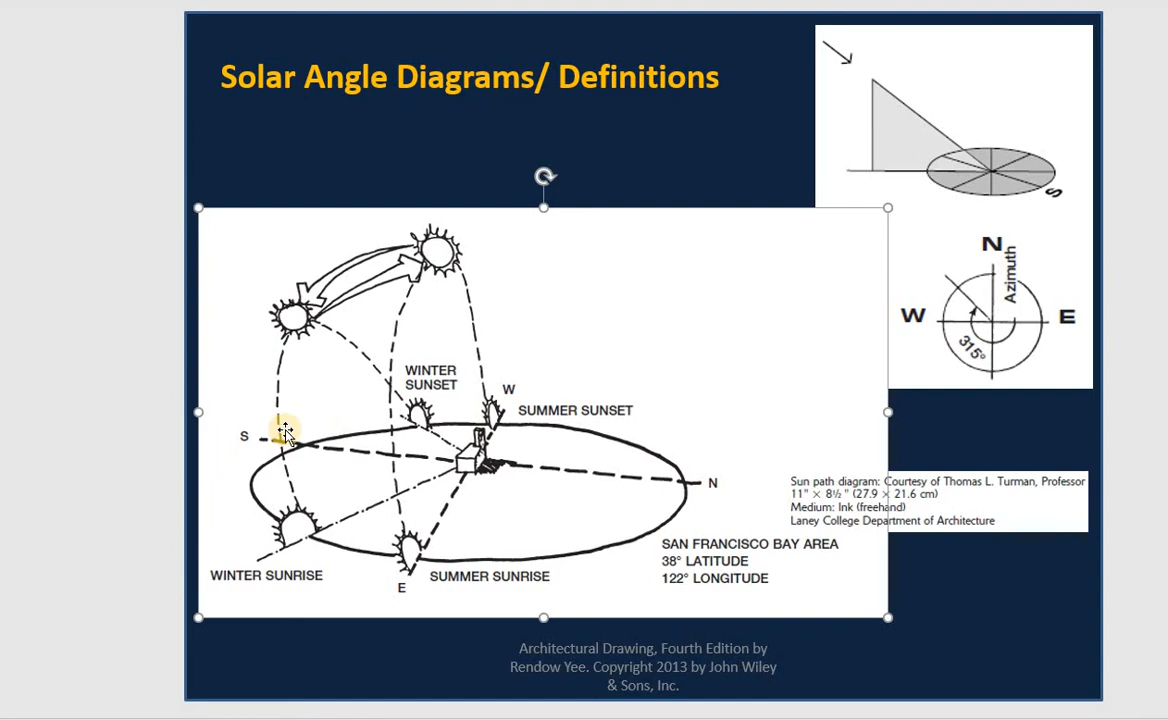 Solar Angle Diagrams/ Definitions
S
N
Azimuth
W
E
315°
WINTER
SUNSET
W
SUMMER SUNSET
S
N
Sun path diagram: Courtesy of Thomas L. Turman, Professor
11" × 8½" (27.9 × 21.6 cm)
Medium: Ink (freehand)
Laney College Department of Architecture
SAN FRANCISCO BAY AREA
38° LATITUDE
122° LONGITUDE
WINTER SUNRISE
E
SUMMER SUNRISE
Architectural Drawing, Fourth Edition by
Rendow Yee. Copyright 2013 by John Wiley
& Sons, Inc.